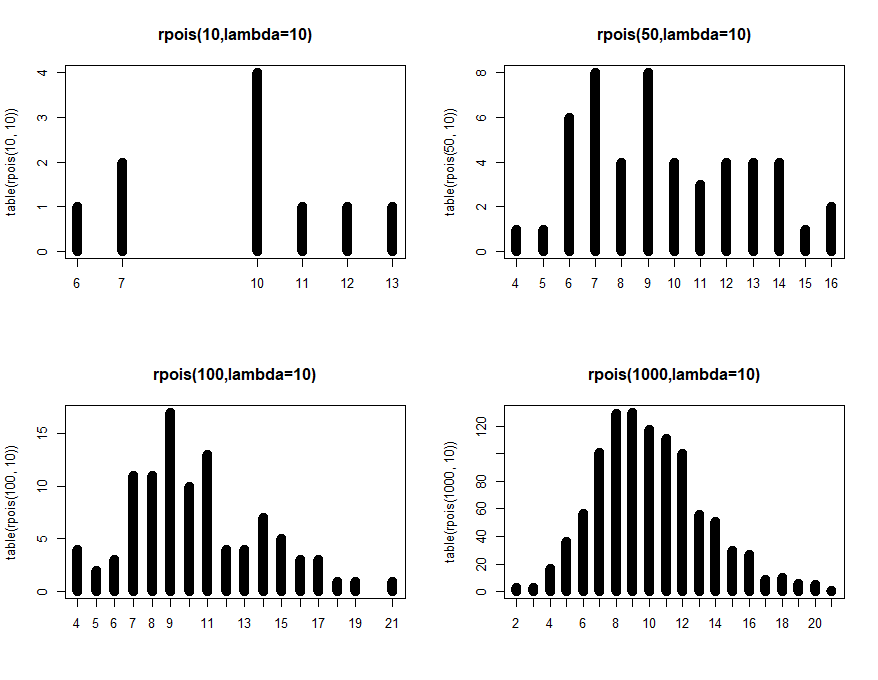 rpois(10,lambda=10)
table(rpois(10, 10))
4
3
2
1
0
6 7 10 11 12 13
rpois(50,lambda=10)
table(rpois(50, 10))
8
6
4
2
0
4 5 6 7 8 9 10 11 12 13 14 15 16
rpois(100,lambda=10)
table(rpois(100, 10))
15
10
5
0
4 5 6 7 8 9 11 13 15 17 19 21
rpois(1000,lambda=10)
table(rpois(1000, 10))
120
80
60
40
20
0
2 4 6 8 10 12 14 16 18 20